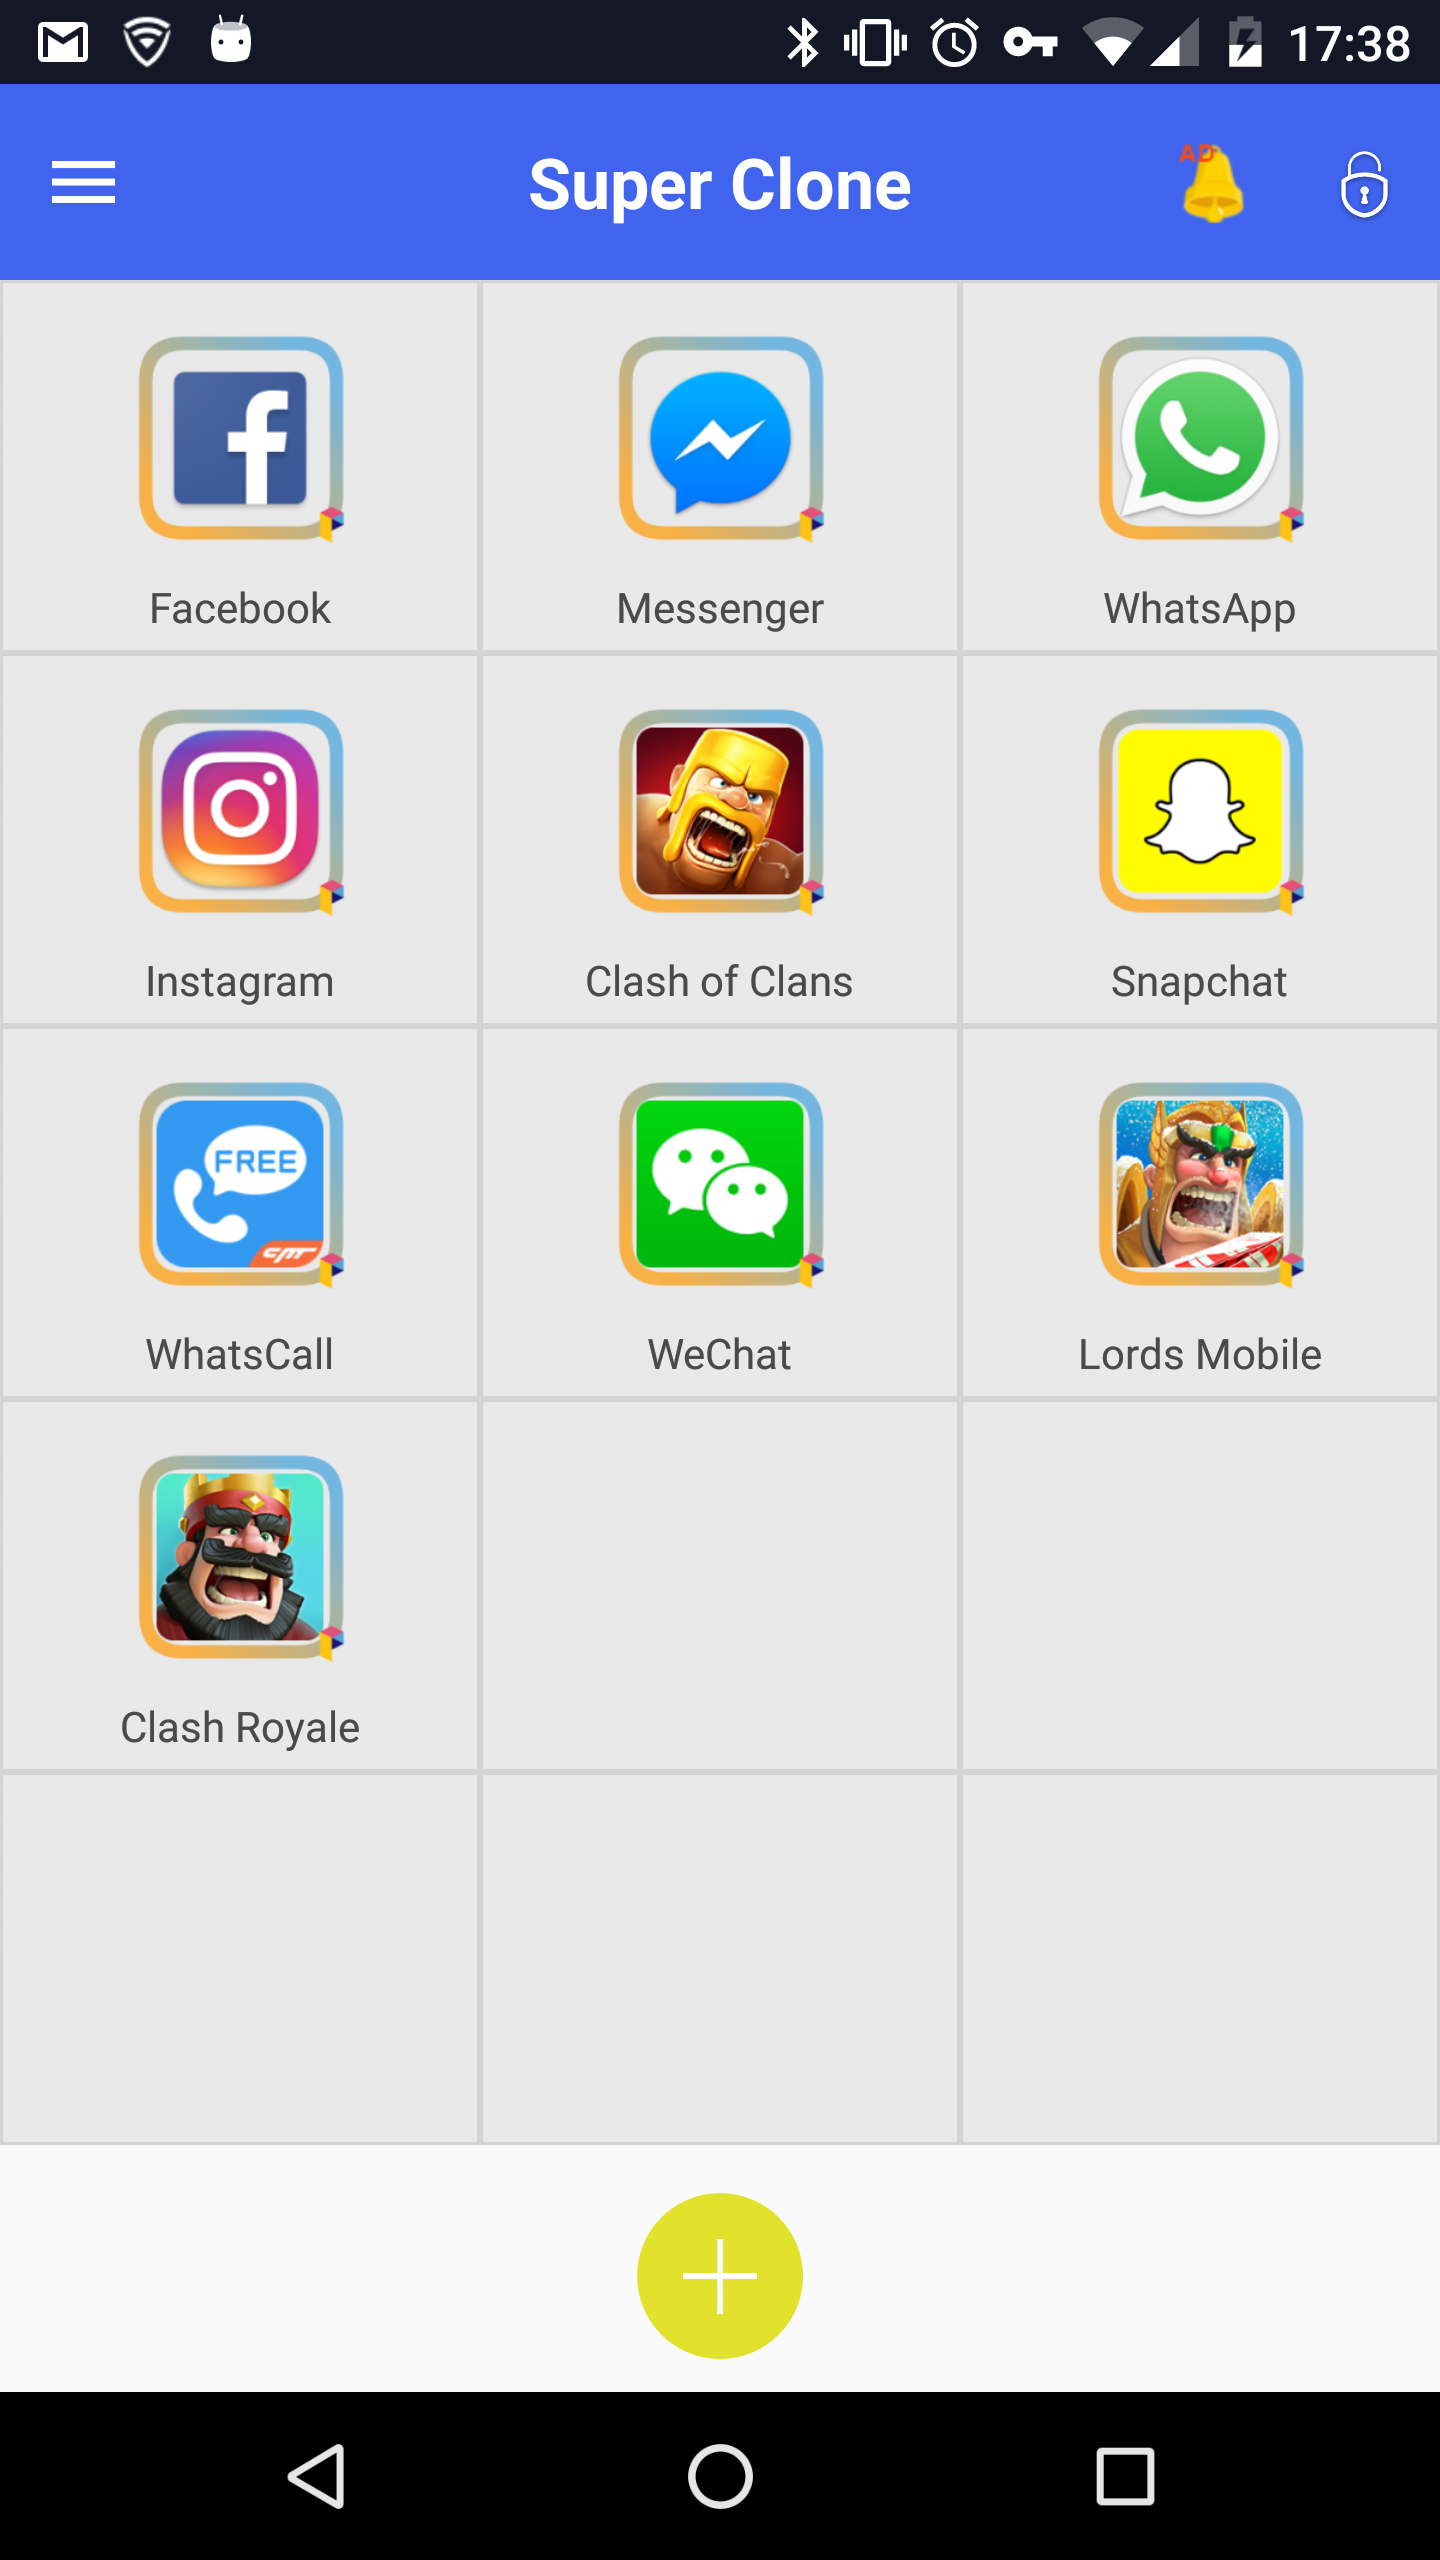 17:38
Super Clone
AD
Facebook
Messenger
WhatsApp
Instagram
Clash of Clans
Snapchat
FREE
CMT
WhatsCall
WeChat
Lords Mobile
Clash Royale